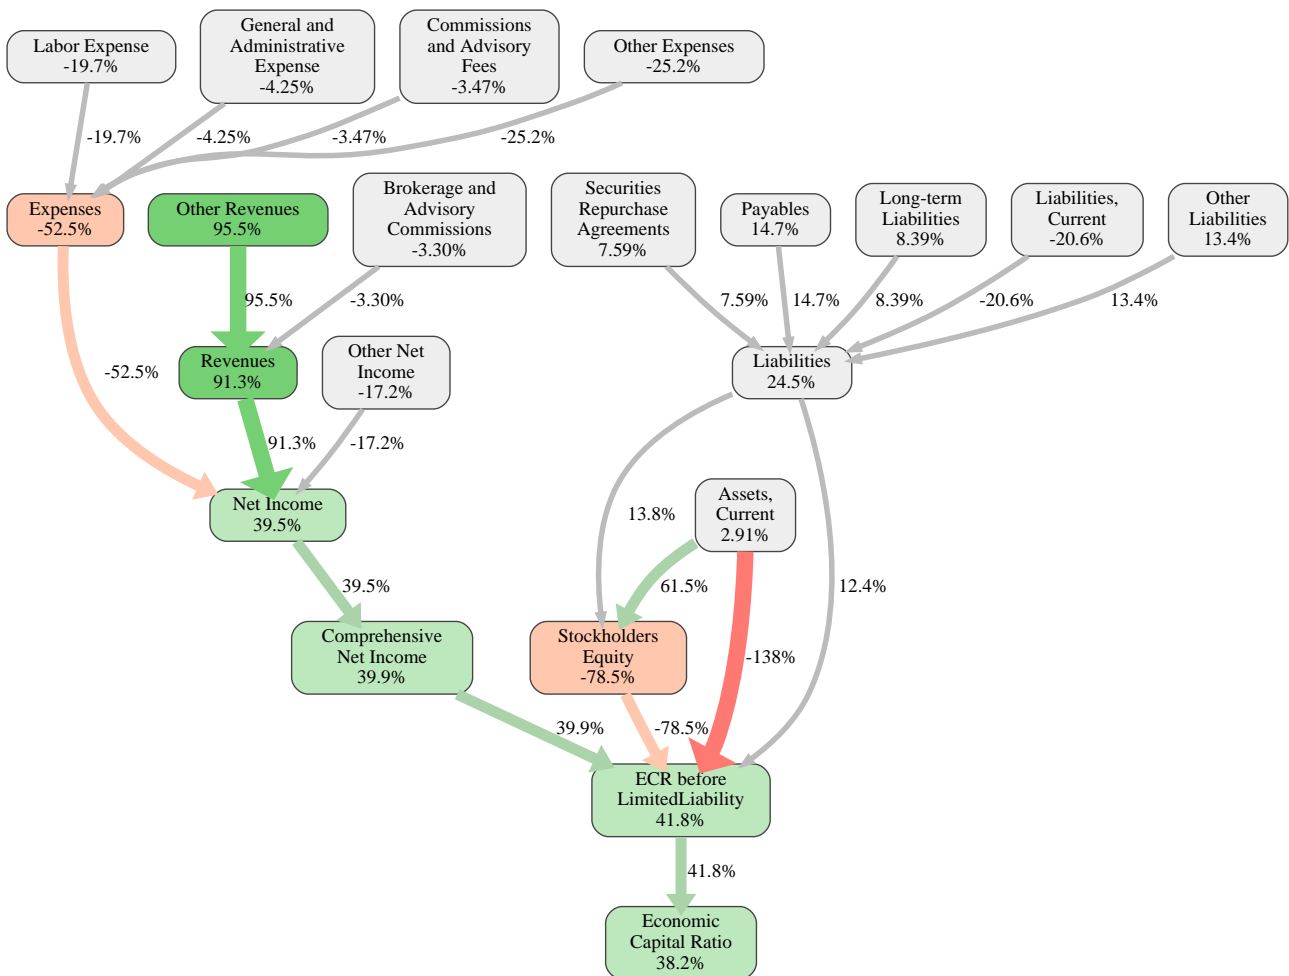 Labor Expense
-19.7%
General and
Administrative
Expense
-4.25%
Commissions
and Advisory
Fees
-3.47%
Other Expenses
-25.2%
-19.7%
-4.25%
-3.47%
-25.2%
Expenses
-52.5%
Other Revenues
95.5%
Brokerage and
Advisory
Commissions
-3.30%
Securities
Repurchase
Agreements
7.59%
Payables
14.7%
Long-term
Liabilities
8.39%
Liabilities,
Current
-20.6%
Other
Liabilities
13.4%
95.5%
-3.30%
7.59%
14.7%
8.39%
-20.6%
13.4%
Revenues
91.3%
Other Net
Income
-17.2%
Liabilities
24.5%
-52.5%
91.3%
-17.2%
Net Income
39.5%
Assets,
Current
2.91%
13.8%
39.5%
61.5%
12.4%
Comprehensive
Net Income
39.9%
Stockholders
Equity
-78.5%
-138%
39.9%
-78.5%
ECR before
LimitedLiability
41.8%
41.8%
Economic
Capital Ratio
38.2%